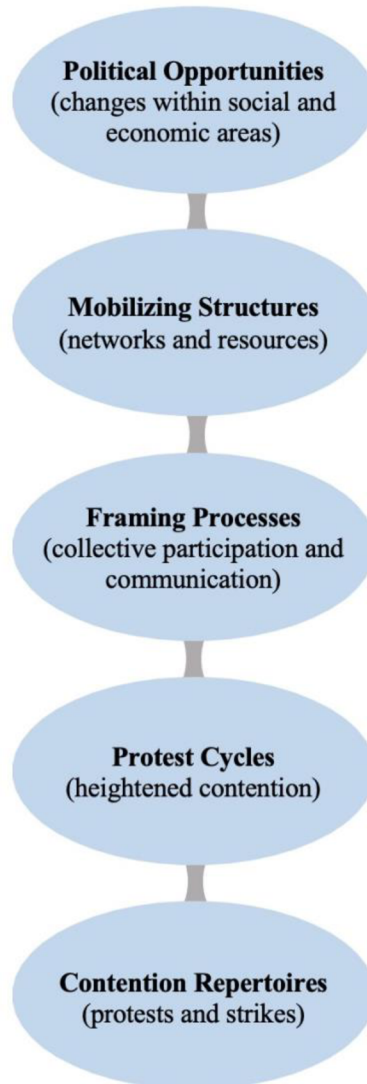 Political Opportunities
(changes within social and
economic areas)
Mobilizing Structures
(networks and resources)
Framing Processes
(collective participation and
communication)
Protest Cycles
(heightened contention)
Contention Repertoires
(protests and strikes)